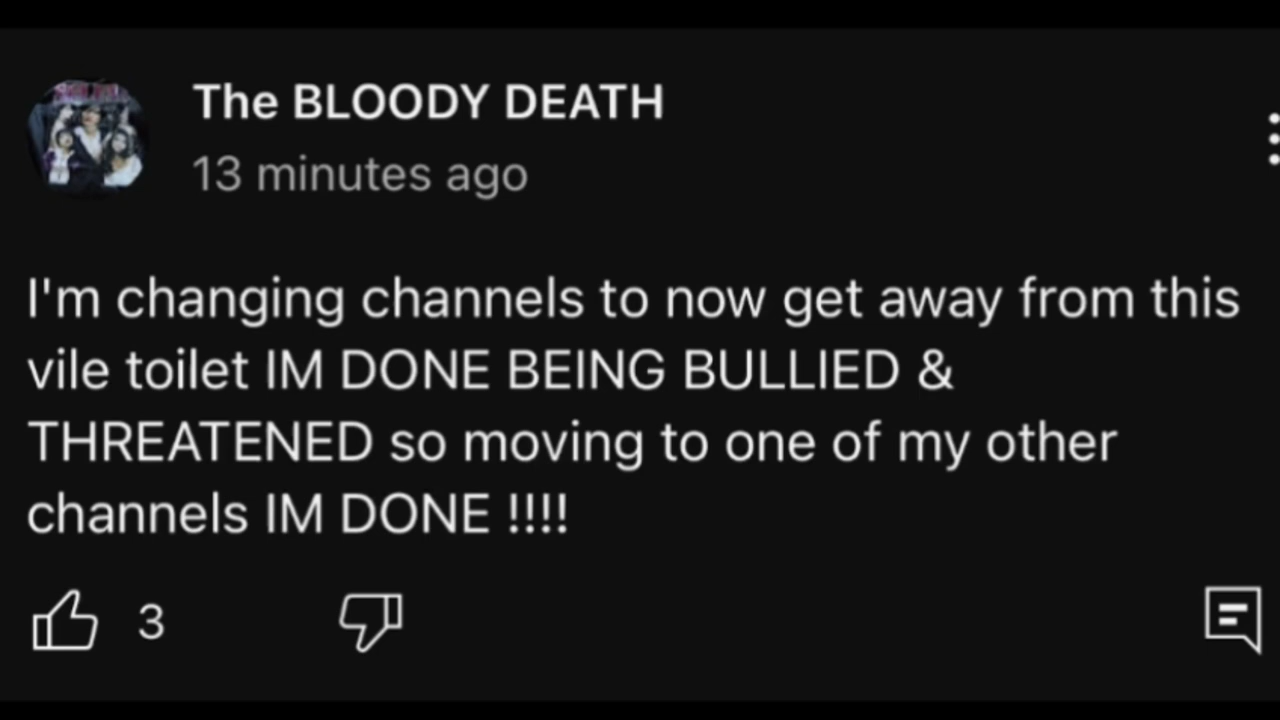 The BLOODY DEATH
13 minutes ago
I'm changing channels to now get away from this
vile toilet IM DONE BEING BULLIED &
THREATENED so moving to one of my other
channels IM DONE !!!!
3